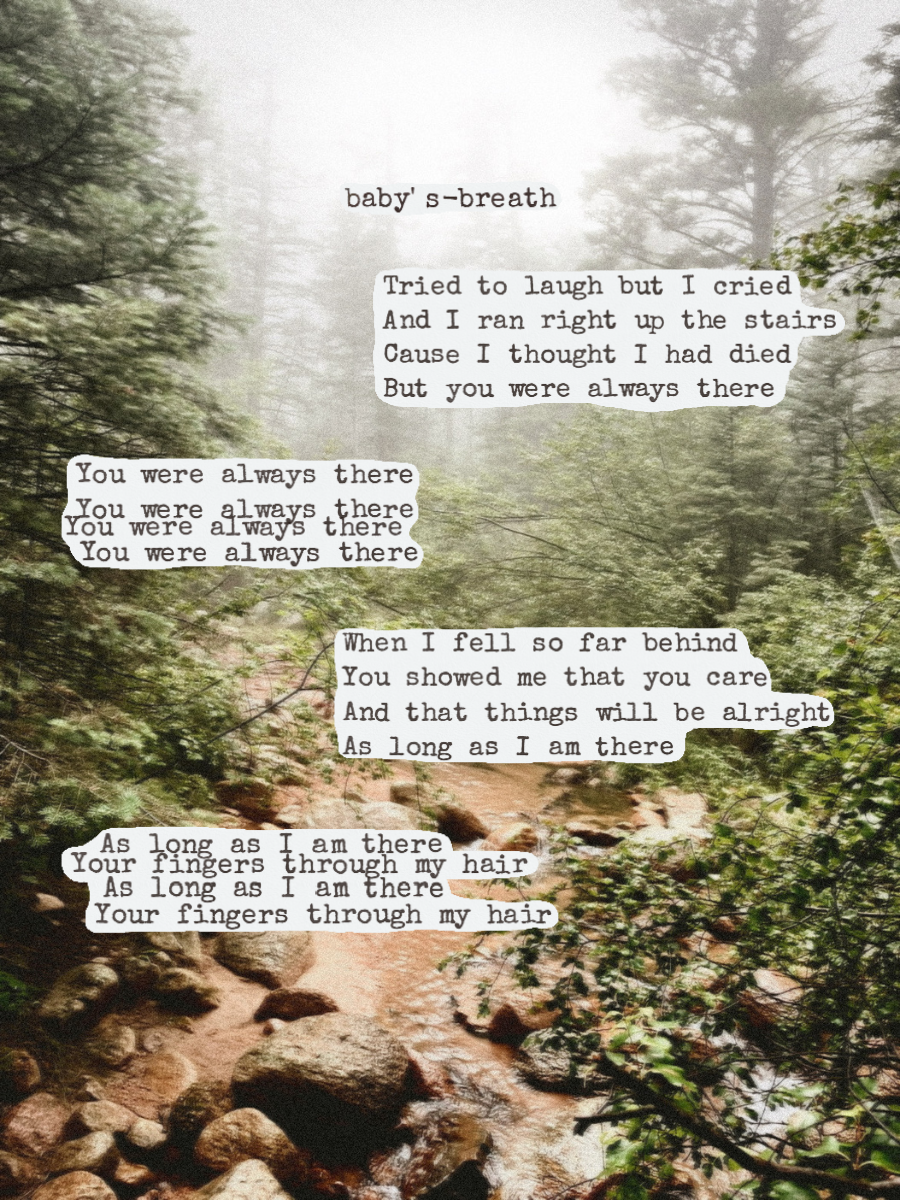 baby's-breath
Tried to laugh but I cried
And I ran right up the stairs
Cause I thought I had died
But you were always there
You were always there
You were always there
You were always there
You were always there
When I fell so far behind
You showed me that you care
And that things will be alright
As long as I am there
As long as I am there
Your fingers through my hair
As long as I am there
Your fingers through my hair